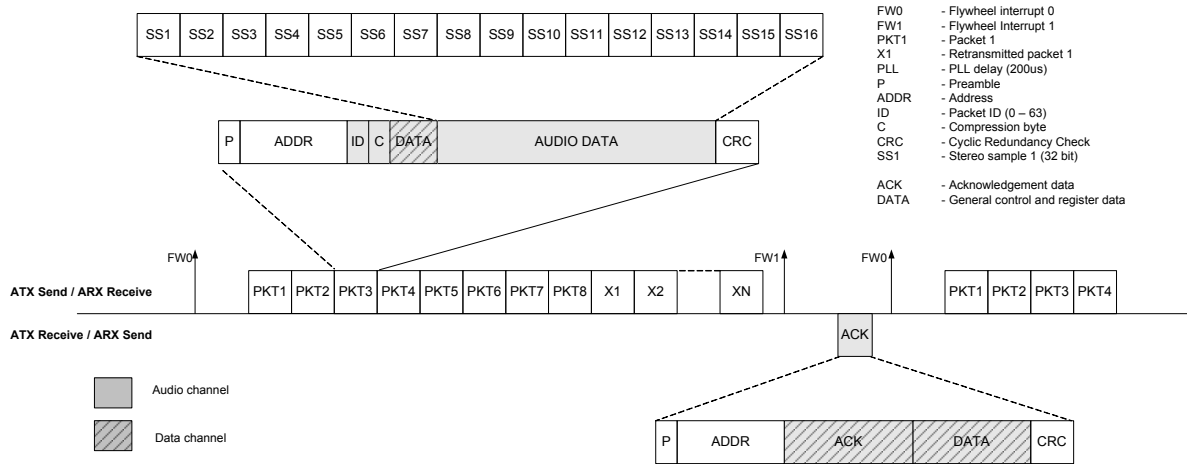 SS1 SS2 SS3 SS4 SS5 SS6 SS7 SS8 SS9 SS10 SS11 SS12 SS13 SS14 SS15 SS16
FW0 - Flywheel interrupt 0
FW1 - Flywheel Interrupt 1
PKT1 - Packet 1
X1 - Retransmitted packet 1
PLL - PLL delay (200us)
P - Preamble
ADDR - Address
ID - Packet ID (0 – 63)
C - Compression byte
CRC - Cyclic Redundancy Check
SS1 - Stereo sample 1 (32 bit)
ACK - Acknowledgement data
DATA - General control and register data
P ADDR ID C DATA AUDIO DATA CRC
FW0 FW1 FW0
ATX Send / ARX Receive
PKT1 PKT2 PKT3 PKT4 PKT5 PKT6 PKT7 PKT8 X1 X2 XN PKT1 PKT2 PKT3 PKT4
ATX Receive / ARX Send
ACK
Audio channel
Data channel
P ADDR ACK DATA CRC